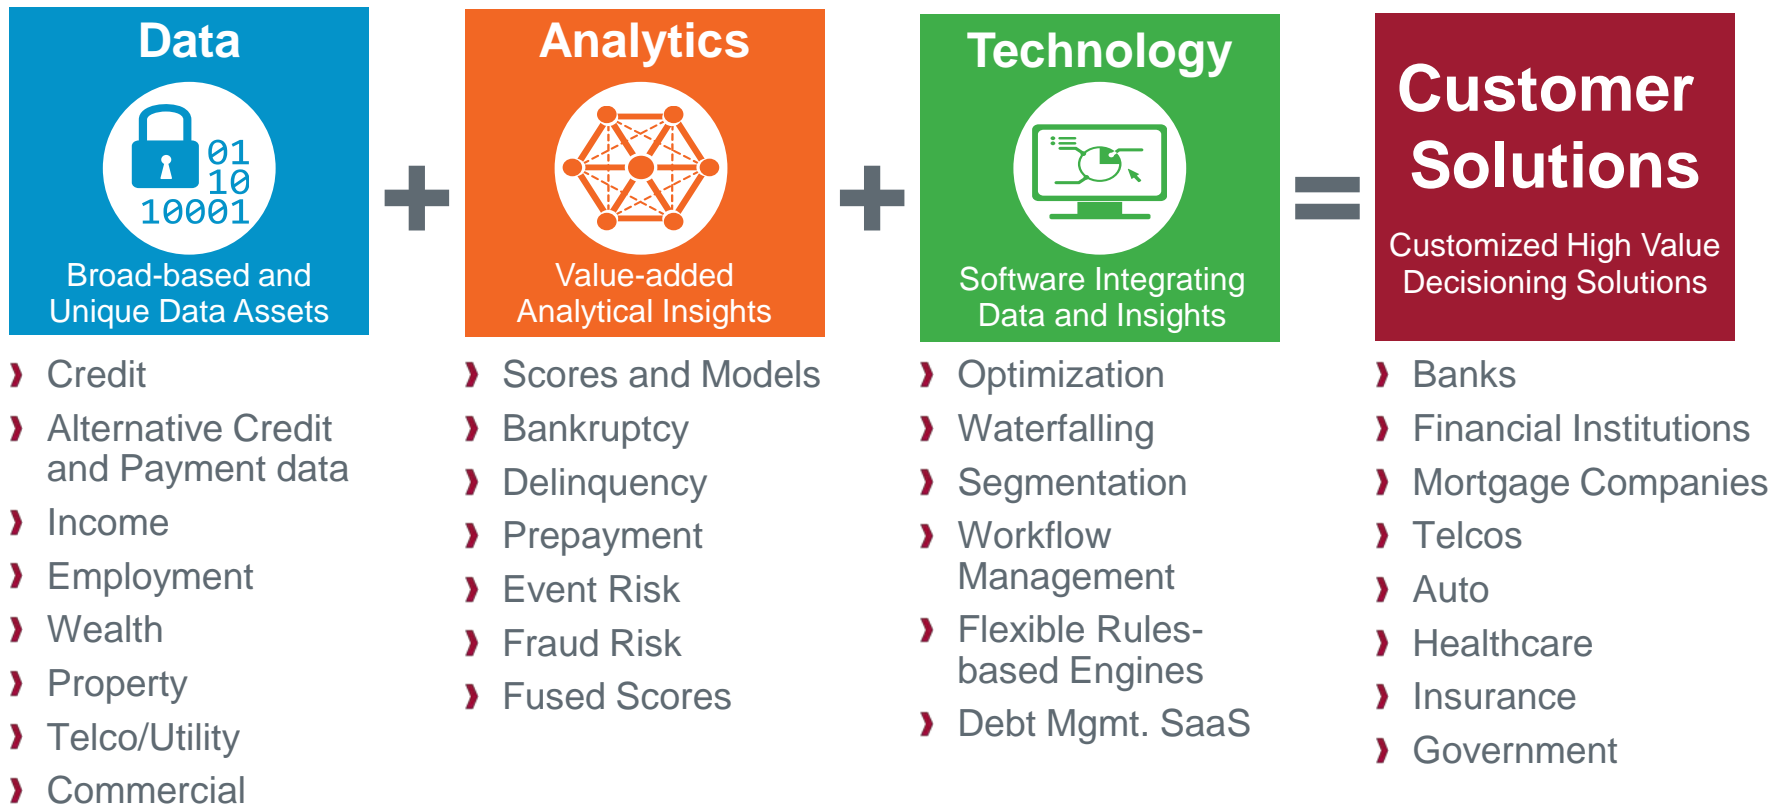 Data
01
10
10001
Broad-based and
Unique Data Assets
Credit
Alternative Credit
and Payment data
Income
Employment
Wealth
Property
Telco/Utility
Commercial
+
Analytics
Value-added
Analytical Insights
Scores and Models
Bankruptcy
Delinquency
Prepayment
Event Risk
Fraud Risk
Fused Scores
+
Technology
Software Integrating
Data and Insights
Optimization
Waterfalling
Segmentation
Workflow
Management
Flexible Rules-
based Engines
Debt Mgmt. SaaS
=
Customer
Solutions
Customized High Value
Decisioning Solutions
Banks
Financial Institutions
Mortgage Companies
Telcos
Auto
Healthcare
Insurance
Government